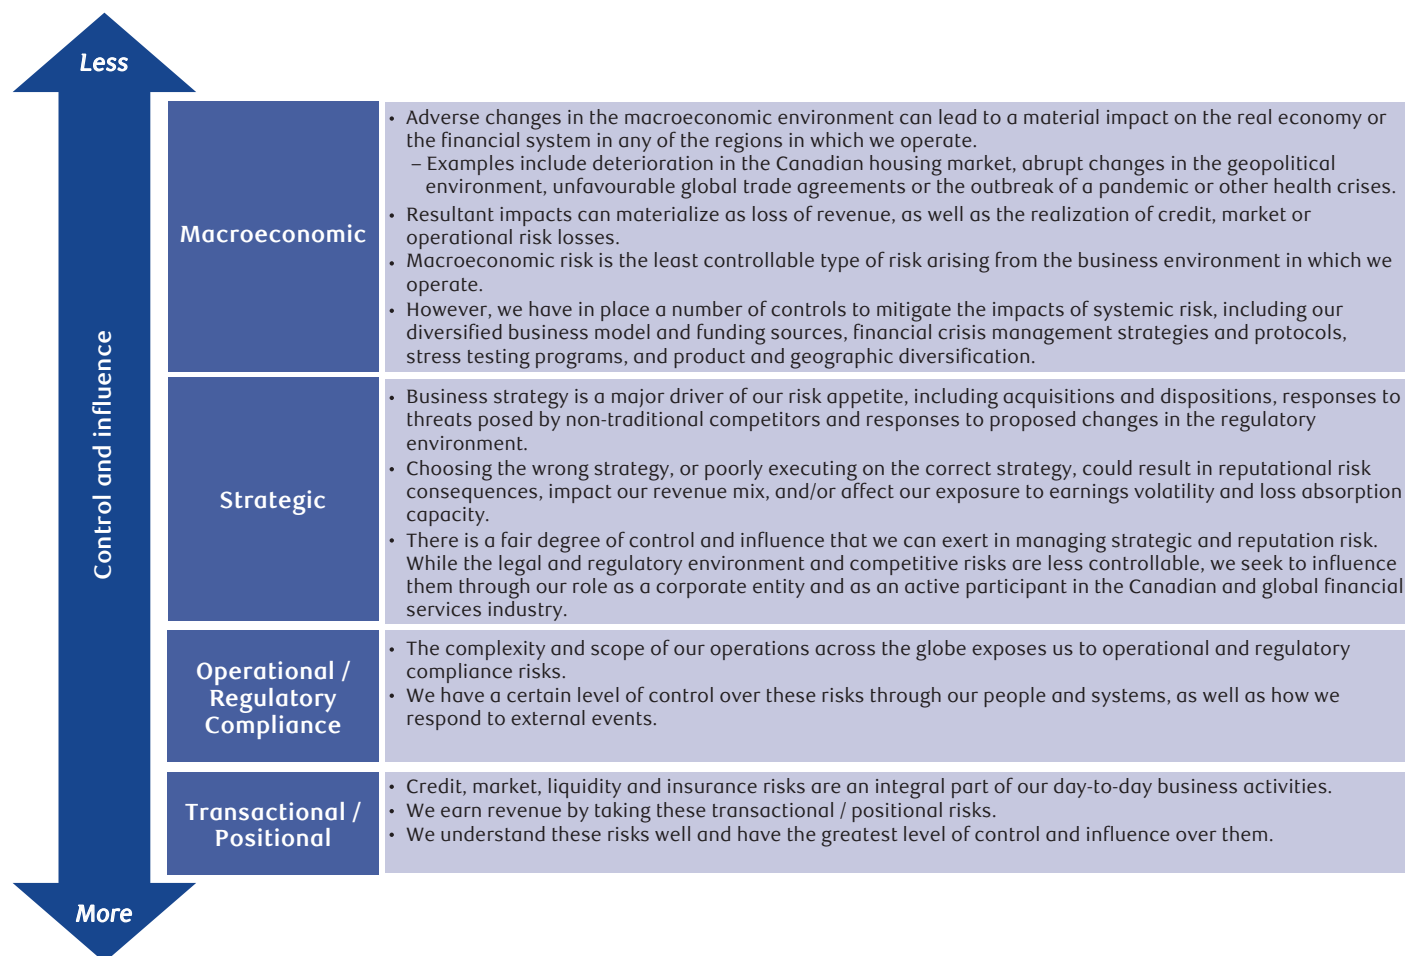 Less
Control and influence
Macroeconomic
• Adverse changes in the macroeconomic environment can lead to a material impact on the real economy or
the financial system in any of the regions in which we operate.
– Examples include deterioration in the Canadian housing market, abrupt changes in the geopolitical
environment, unfavourable global trade agreements or the outbreak of a pandemic or other health crises.
• Resultant impacts can materialize as loss of revenue, as well as the realization of credit, market or
operational risk losses.
• Macroeconomic risk is the least controllable type of risk arising from the business environment in which we
operate.
• However, we have in place a number of controls to mitigate the impacts of systemic risk, including our
diversified business model and funding sources, financial crisis management strategies and protocols,
stress testing programs, and product and geographic diversification.
Strategic
• Business strategy is a major driver of our risk appetite, including acquisitions and dispositions, responses to
threats posed by non-traditional competitors and responses to proposed changes in the regulatory
environment.
• Choosing the wrong strategy, or poorly executing on the correct strategy, could result in reputational risk
consequences, impact our revenue mix, and/or affect our exposure to earnings volatility and loss absorption
capacity.
• There is a fair degree of control and influence that we can exert in managing strategic and reputation risk.
While the legal and regulatory environment and competitive risks are less controllable, we seek to influence
them through our role as a corporate entity and as an active participant in the Canadian and global financial
services industry.
Operational /
Regulatory
Compliance
• The complexity and scope of our operations across the globe exposes us to operational and regulatory
compliance risks.
• We have a certain level of control over these risks through our people and systems, as well as how we
respond to external events.
Transactional /
Positional
• Credit, market, liquidity and insurance risks are an integral part of our day-to-day business activities.
• We earn revenue by taking these transactional / positional risks.
• We understand these risks well and have the greatest level of control and influence over them.
More